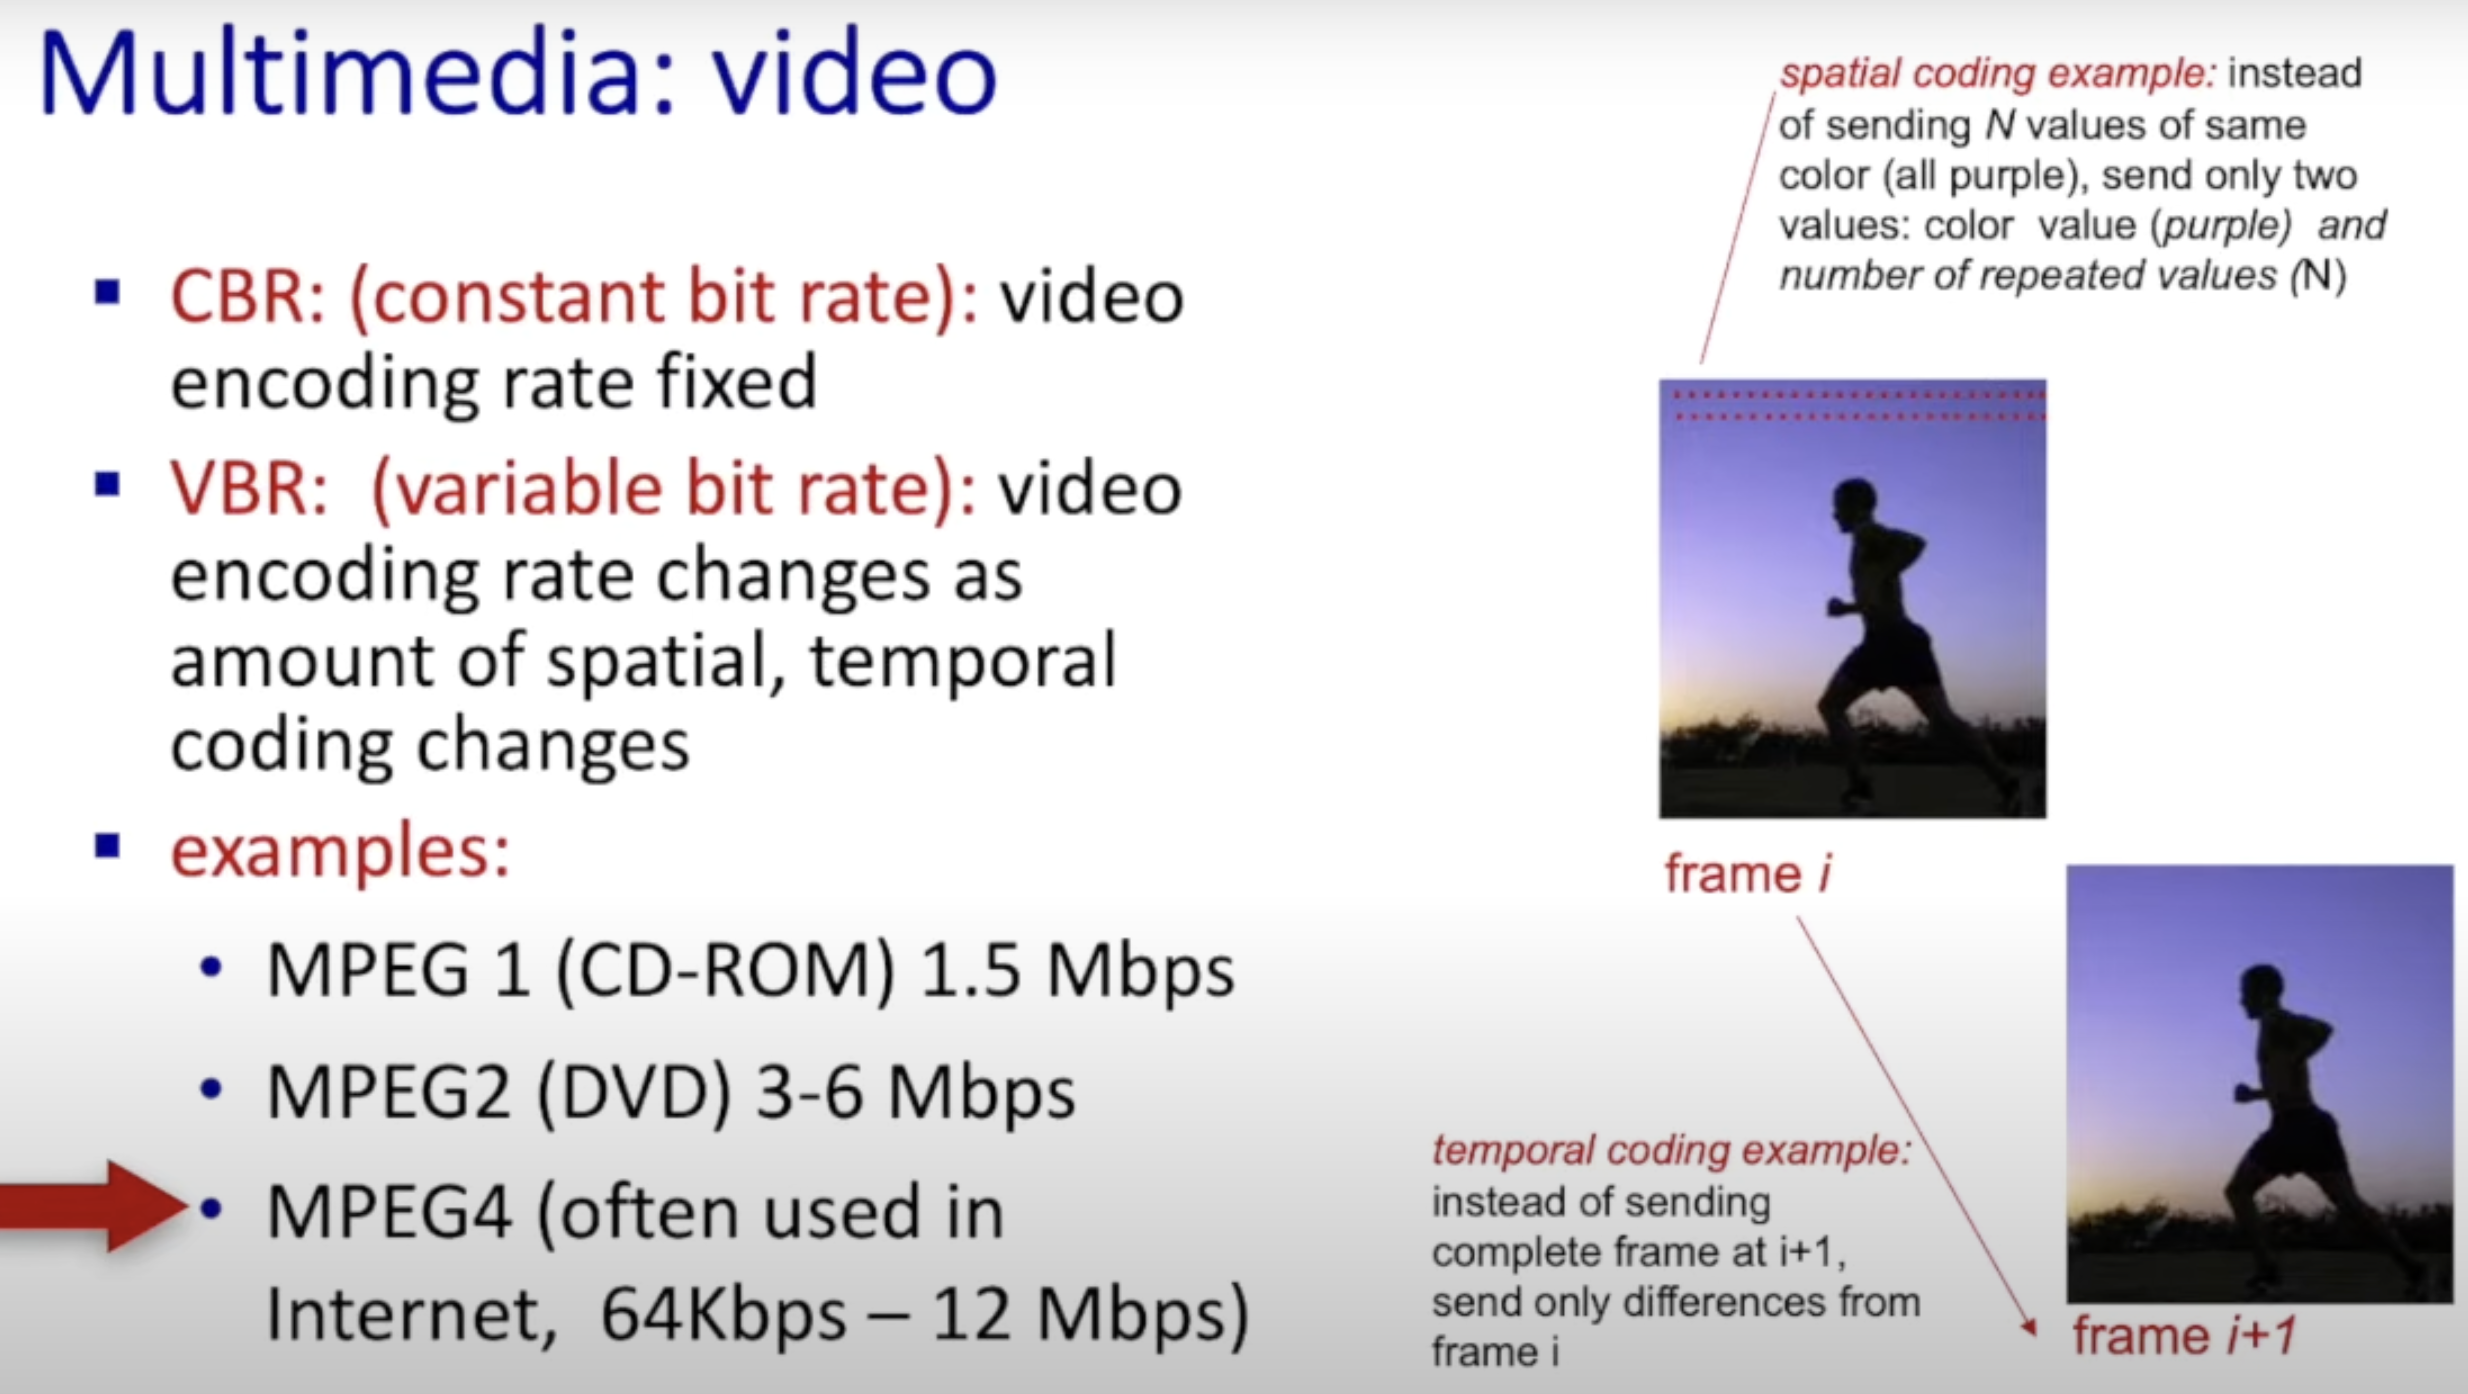 Multimedia: video
CBR: (constant bit rate): video
encoding rate fixed
VBR:  (variable bit rate): video
encoding rate changes as
amount of spatial, temporal
coding changes
examples:
MPEG 1 (CD-ROM) 1.5 Mbps
MPEG2 (DVD) 3-6 Mbps
MPEG4 (often used in
Internet,  64Kbps – 12 Mbps)
spatial coding example: instead
of sending N values of same
color (all purple), send only two
values: color  value (purple)  and
number of repeated values (N)
frame i
temporal coding example:
instead of sending
complete frame at i+1,
send only differences from
frame i
frame i+1